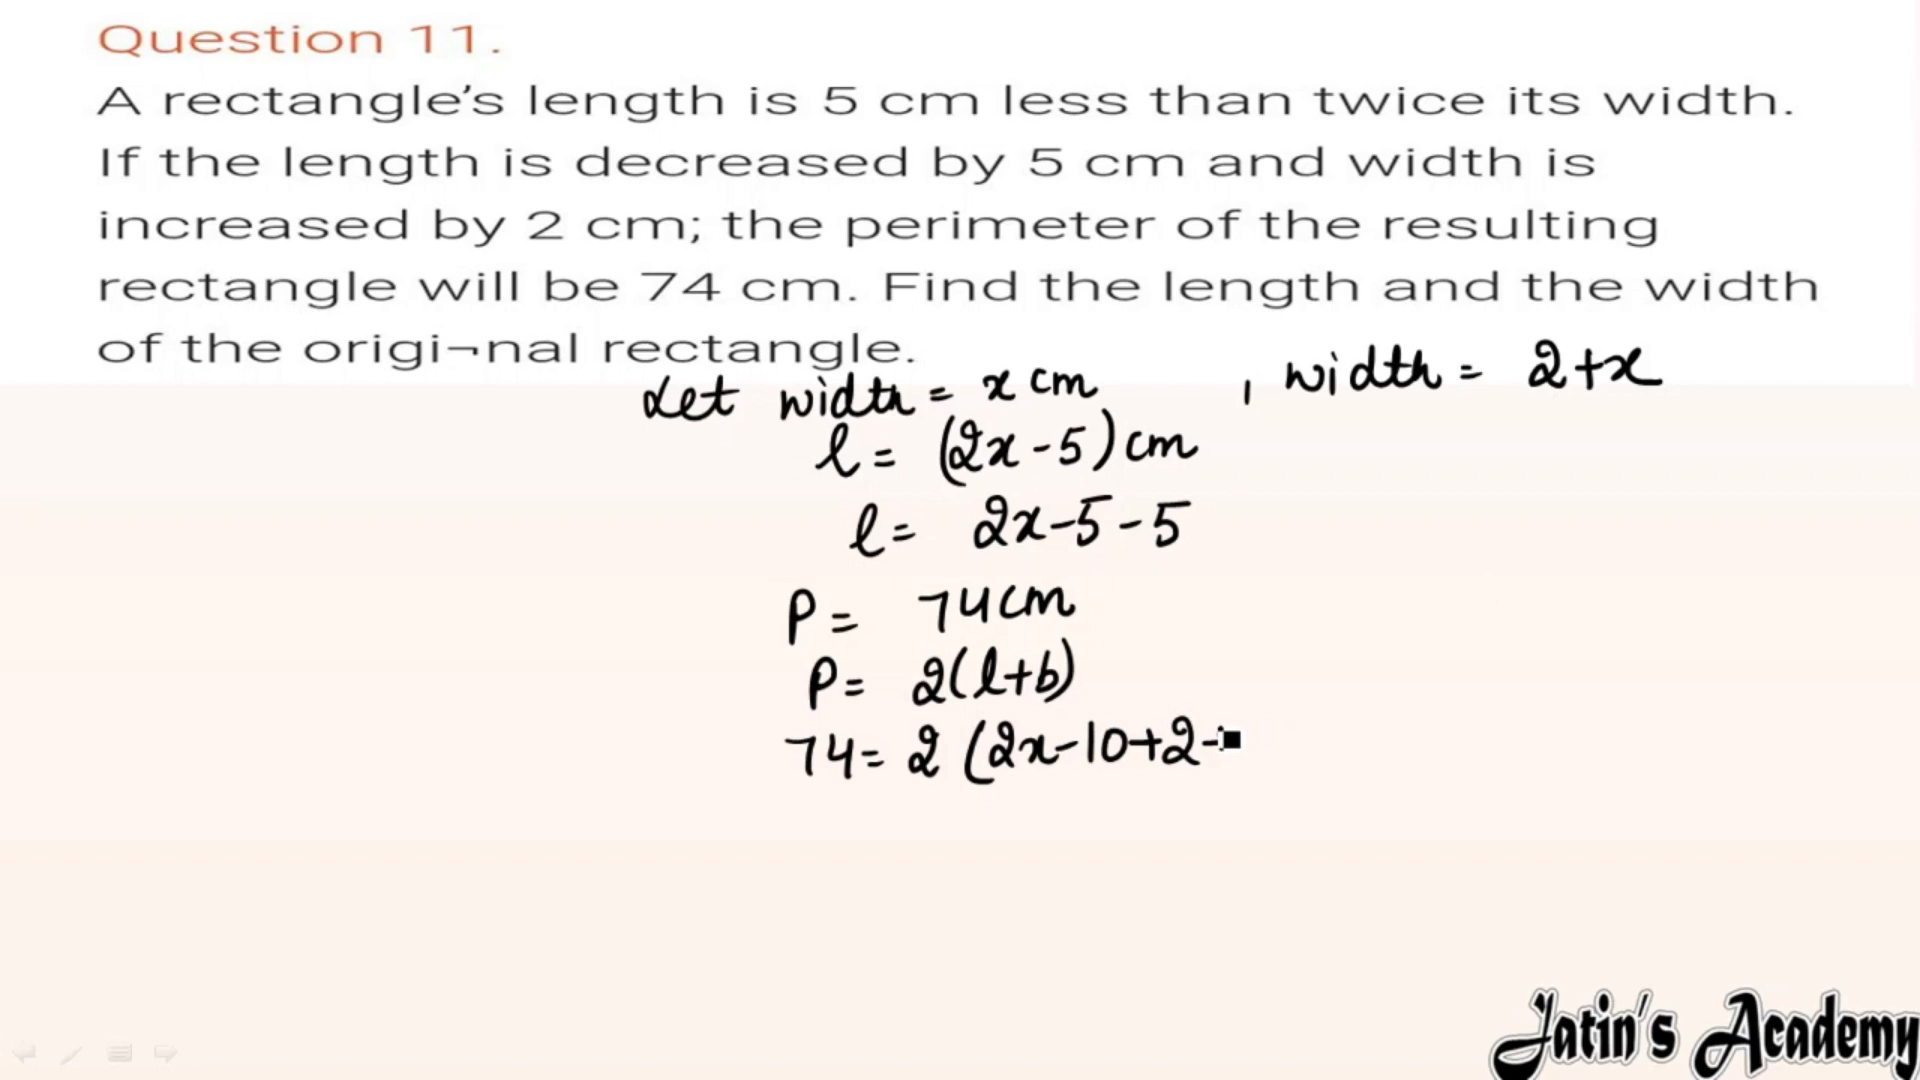 Question 11.
A rectangle's length is 5 cm less than twice its width.
If the length is decreased by 5 cm and width is
increased by 2 cm; the perimeter of the resulting
rectangle will be 74 cm. Find the length and the width
of the origi¬nal rectangle.
Let width = x cm , width = 2+x
l = (2x-5) cm
l = 2x-5-5
P = 74 cm
P = 2(l+b)
74 = 2 (2x-10+2-
Jatin's Academy